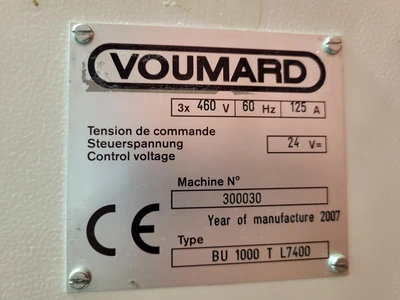 VOUMARD
3x 460 V 60 Hz 125 A
Tension de commande
Steuerspannung
Control voltage
24 V=
Machine Nº
300030
Year of manufacture 2007
CE
Type
BU 1000 T L7400